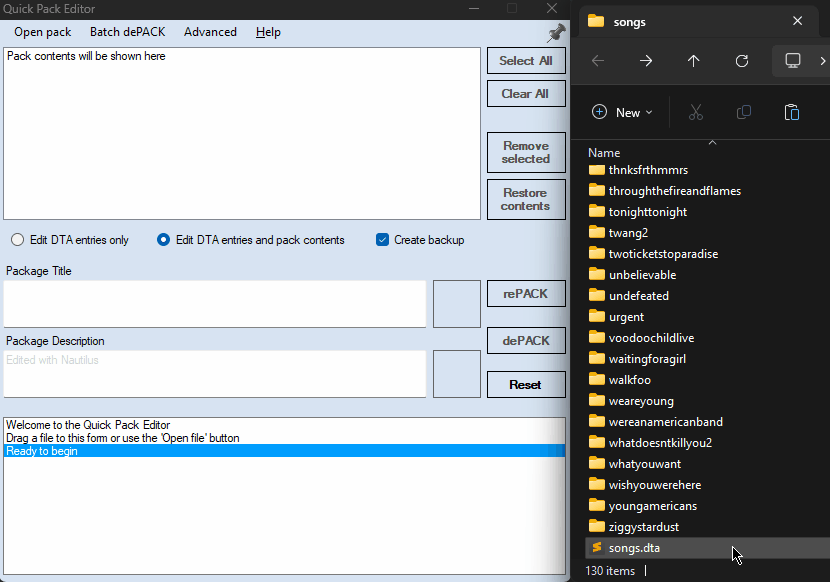 Quick Pack Editor
Open pack Batch dePACK Advanced Help
Pack contents will be shown here
Select All
Clear All
Remove
selected
Restore
contents
Edit DTA entries only Edit DTA entries and pack contents Create backup
Package Title
rePACK
Package Description
dePACK
Edited with Nautilus
Reset
Welcome to the Quick Pack Editor
Drag a file to this form or use the 'Open file' button
Ready to begin
songs
New
Name
thnksfrthmmrs
throughthefireandflames
tonighttonight
twang2
twoticketstoparadise
unbelievable
undefeated
urgent
voodoochildlive
waitingforagirl
walkfoo
weareyoung
wereanamericanband
whatdoesntkillyou2
whatyouwant
wishyouwerehere
youngamericans
ziggystardust
songs.dta
130 items